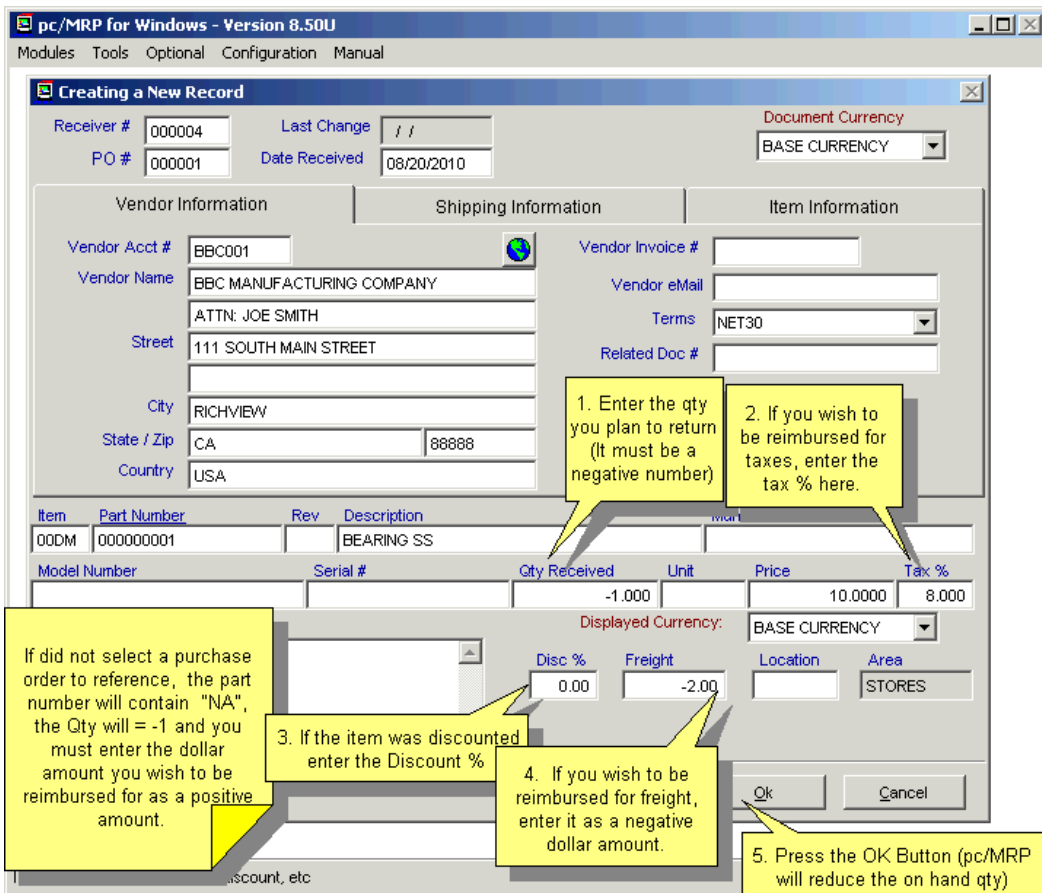 pc/MRP for Windows - Version 8.50U
Modules Tools Optional Configuration Manual
Creating a New Record
Receiver # 000004 Last Change / / Document Currency
PO # 000001 Date Received 08/20/2010 BASE CURRENCY
Vendor Information Shipping Information Item Information
Vendor Acct # BBC001 Vendor Invoice #
Vendor Name BBC MANUFACTURING COMPANY Vendor eMail
ATTN: JOE SMITH Terms NET30
Street 111 SOUTH MAIN STREET Related Doc #
City RICHVIEW
State / Zip CA 88888
Country USA
1. Enter the qty
you plan to return
(It must be a
negative number)
2. If you wish to
be reimbursed for
taxes, enter the
tax % here.
Item Part Number Rev Description
00DM 000000001 BEARING SS
Model Number Serial # Qty Received Unit Price Tax %
-1.000 10.0000 8.000
Displayed Currency: BASE CURRENCY
Disc % Freight Location Area
0.00 -2.00 STORES
If did not select a purchase
order to reference, the part
number will contain "NA",
the Qty will = -1 and you
must enter the dollar
amount you wish to be
reimbursed for as a positive
amount.
3. If the item was discounted
enter the Discount %
4. If you wish to be
reimbursed for freight,
enter it as a negative
dollar amount.
Ok Cancel
5. Press the OK Button (pc/MRP
will reduce the on hand qty)
etc